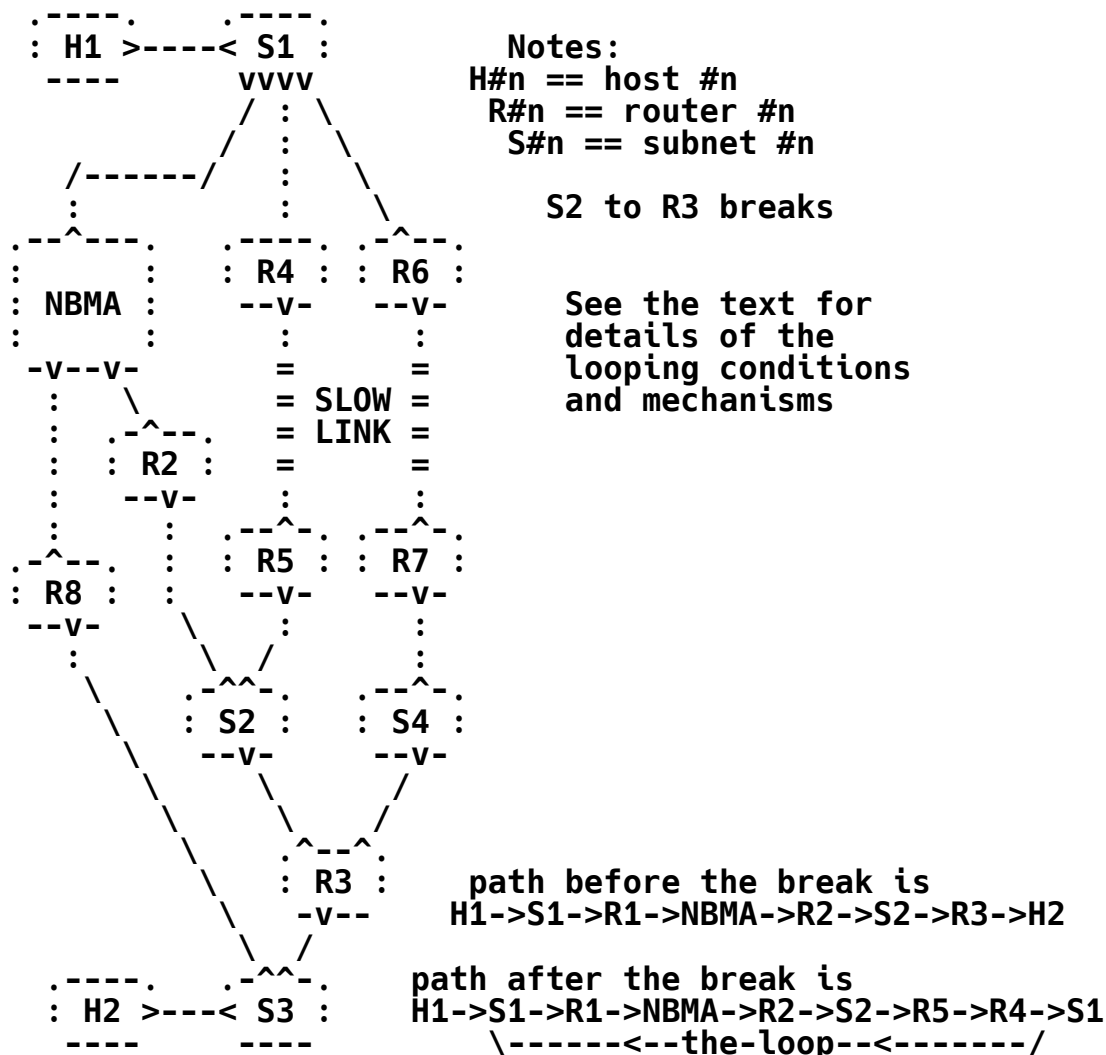 H1 >----< S1 : Notes:
---- vvvv H#n == host #n
/ : \ R#n == router #n
/ : \ S#n == subnet #n
/------/ : \
: : \ S2 to R3 breaks
.--^---. .----. .-^--.
: : : R4 : : R6 :
: NBMA : --v- --v- See the text for
: : : : details of the
-v--v- = = looping conditions
: \ = SLOW = and mechanisms
: .-^--. = LINK =
: : R2 : = =
: --v- : :
: : .--^-. .--^-.
.-^--. : : R5 : : R7 :
: R8 : : --v- --v-
--v- \ : :
: \ / :
\ .-^^-. .--^-.
\ : S2 : : S4 :
\ --v- --v-
\ \ /
\ \ /
\ .^--^.
\ : R3 : path before the break is
\ -v-- H1->S1->R1->NBMA->R2->S2->R3->H2
\ /
.----. .-^^-. path after the break is
: H2 >---< S3 : H1->S1->R1->NBMA->R2->S2->R5->R4->S1
---- ---- \------<--the-loop--<-------/